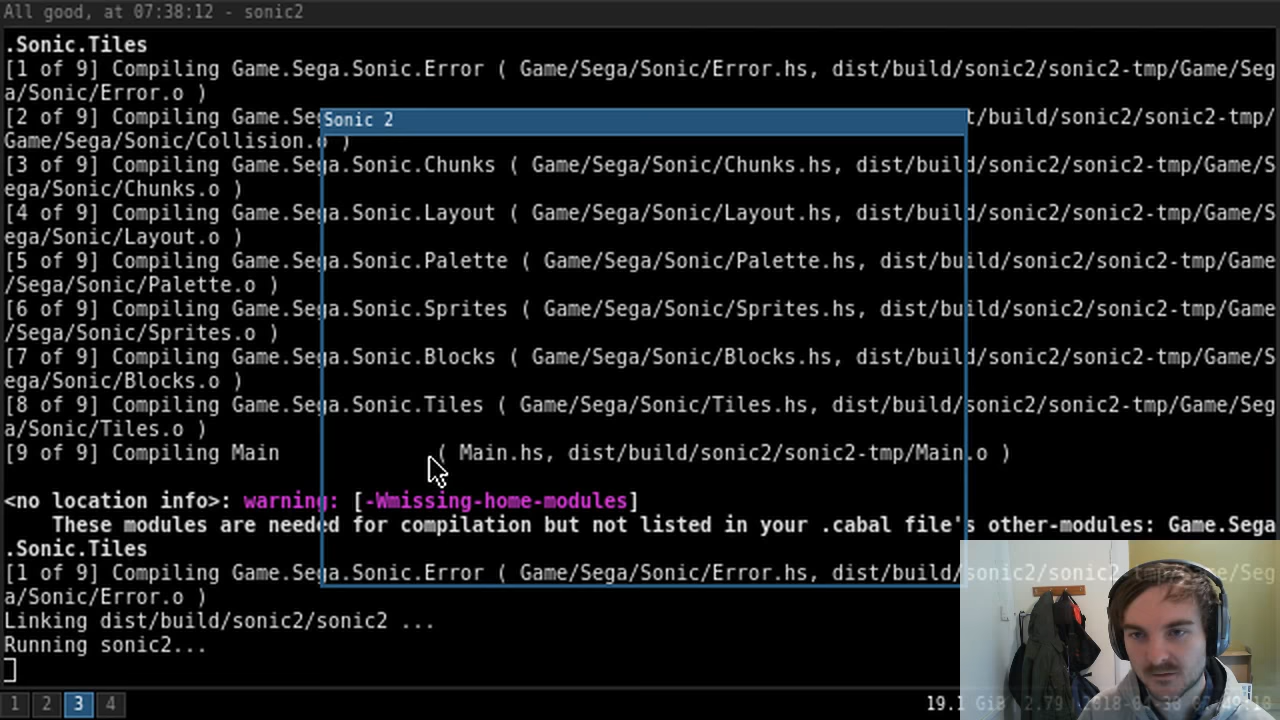 All good, at 07:38:12 - sonic2
.Sonic.Tiles
[1 of 9] Compiling Game.Sega.Sonic.Error ( Game/Sega/Sonic/Error.hs, dist/build/sonic2/sonic2-tmp/Game/Seg
a/Sonic/Error.o )
[2 of 9] Compiling Game.Se t/build/sonic2/sonic2-tmp/
Sonic 2
Game/Sega/Sonic/Collision.o )
[3 of 9] Compiling Game.Sega.Sonic.Chunks ( Game/Sega/Sonic/Chunks.hs, dist/build/sonic2/sonic2-tmp/Game/S
ega/Sonic/Chunks.o )
[4 of 9] Compiling Game.Sega.Sonic.Layout ( Game/Sega/Sonic/Layout.hs, dist/build/sonic2/sonic2-tmp/Game/S
ega/Sonic/Layout.o )
[5 of 9] Compiling Game.Sega.Sonic.Palette ( Game/Sega/Sonic/Palette.hs, dist/build/sonic2/sonic2-tmp/Game
/Sega/Sonic/Palette.o )
[6 of 9] Compiling Game.Sega.Sonic.Sprites ( Game/Sega/Sonic/Sprites.hs, dist/build/sonic2/sonic2-tmp/Game
/Sega/Sonic/Sprites.o )
[7 of 9] Compiling Game.Sega.Sonic.Blocks ( Game/Sega/Sonic/Blocks.hs, dist/build/sonic2/sonic2-tmp/Game/S
ega/Sonic/Blocks.o )
[8 of 9] Compiling Game.Sega.Sonic.Tiles ( Game/Sega/Sonic/Tiles.hs, dist/build/sonic2/sonic2-tmp/Game/Seg
a/Sonic/Tiles.o )
[9 of 9] Compiling Main ( Main.hs, dist/build/sonic2/sonic2-tmp/Main.o )
<no location info>: warning: [-Wmissing-home-modules]
These modules are needed for compilation but not listed in your .cabal file's other-modules: Game.Sega
.Sonic.Tiles
[1 of 9] Compiling Game.Sega.Sonic.Error ( Game/Sega/Sonic/Error.hs, dist/build/sonic2/sonic2-tmp/Game/Seg
a/Sonic/Error.o )
Linking dist/build/sonic2/sonic2 ...
Running sonic2...
1 2 3 4 19.1 GiB 2.79